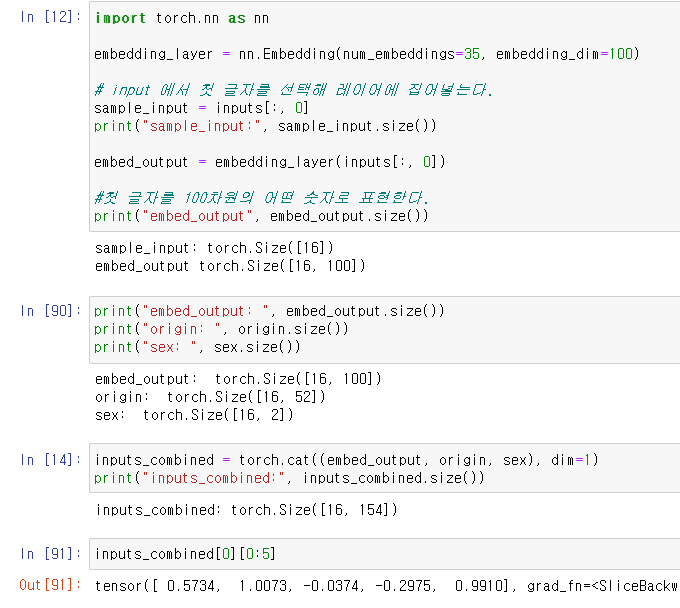 In [12]: import torch.nn as nn
embedding_layer = nn.Embedding(num_embeddings=35, embedding_dim=100)
# input 에서 첫 글자를 선택해 레이어에 집어넣는다.
sample_input = inputs[:, 0]
print("sample_input:", sample_input.size())
embed_output = embedding_layer(inputs[:, 0])
#첫 글자를 100차원의 어떤 숫자로 표현한다.
print("embed_output", embed_output.size())
sample_input: torch.Size([16])
embed_output torch.Size([16, 100])
In [90]: print("embed_output: ", embed_output.size())
print("origin: ", origin.size())
print("sex: ", sex.size())
embed_output:  torch.Size([16, 100])
origin:  torch.Size([16, 52])
sex:  torch.Size([16, 2])
In [14]: inputs_combined = torch.cat((embed_output, origin, sex), dim=1)
print("inputs_combined:", inputs_combined.size())
inputs_combined: torch.Size([16, 154])
In [91]: inputs_combined[0][0:5]
Out[91]: tensor([ 0.5734,  1.0073, -0.0374, -0.2975,  0.9910], grad_fn=<SliceBackw